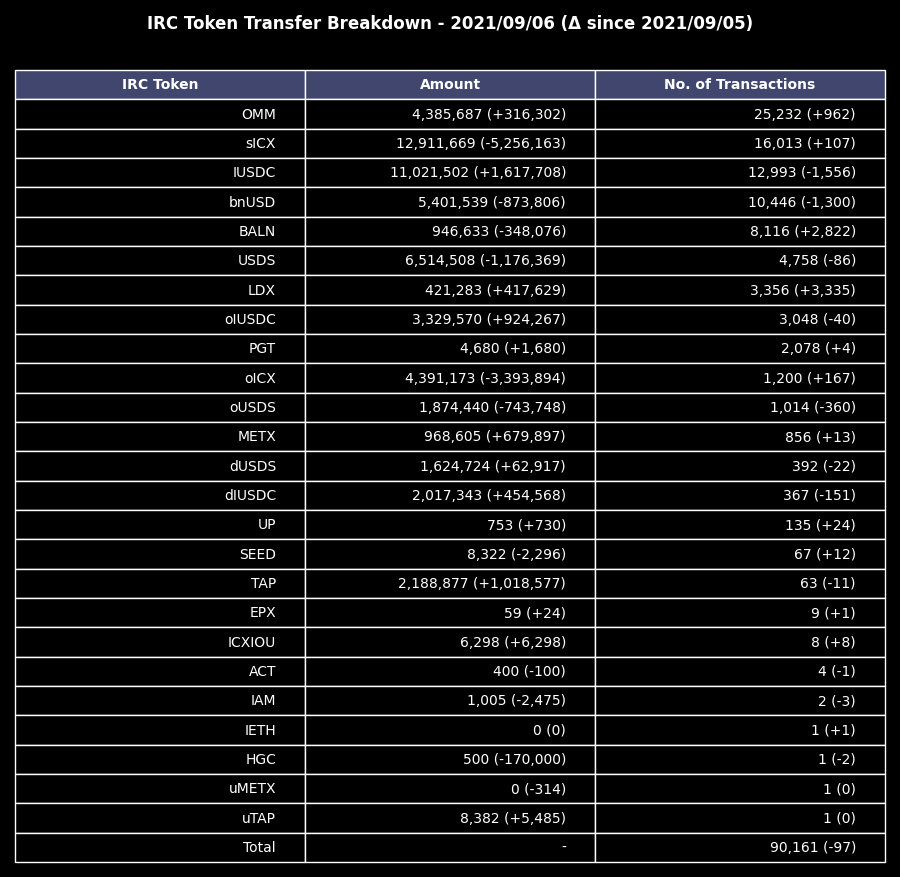 IRC Token Transfer Breakdown - 2021/09/06 (Δ since 2021/09/05)
IRC Token Amount No. of Transactions
OMM 4,385,687 (+316,302) 25,232 (+962)
sICX 12,911,669 (-5,256,163) 16,013 (+107)
IUSDC 11,021,502 (+1,617,708) 12,993 (-1,556)
bnUSD 5,401,539 (-873,806) 10,446 (-1,300)
BALN 946,633 (-348,076) 8,116 (+2,822)
USDS 6,514,508 (-1,176,369) 4,758 (-86)
LDX 421,283 (+417,629) 3,356 (+3,335)
oIUSDC 3,329,570 (+924,267) 3,048 (-40)
PGT 4,680 (+1,680) 2,078 (+4)
oICX 4,391,173 (-3,393,894) 1,200 (+167)
oUSDS 1,874,440 (-743,748) 1,014 (-360)
METX 968,605 (+679,897) 856 (+13)
dUSDS 1,624,724 (+62,917) 392 (-22)
dIUSDC 2,017,343 (+454,568) 367 (-151)
UP 753 (+730) 135 (+24)
SEED 8,322 (-2,296) 67 (+12)
TAP 2,188,877 (+1,018,577) 63 (-11)
EPX 59 (+24) 9 (+1)
ICXIOU 6,298 (+6,298) 8 (+8)
ACT 400 (-100) 4 (-1)
IAM 1,005 (-2,475) 2 (-3)
IETH 0 (0) 1 (+1)
HGC 500 (-170,000) 1 (-2)
uMETX 0 (-314) 1 (0)
uTAP 8,382 (+5,485) 1 (0)
Total - 90,161 (-97)